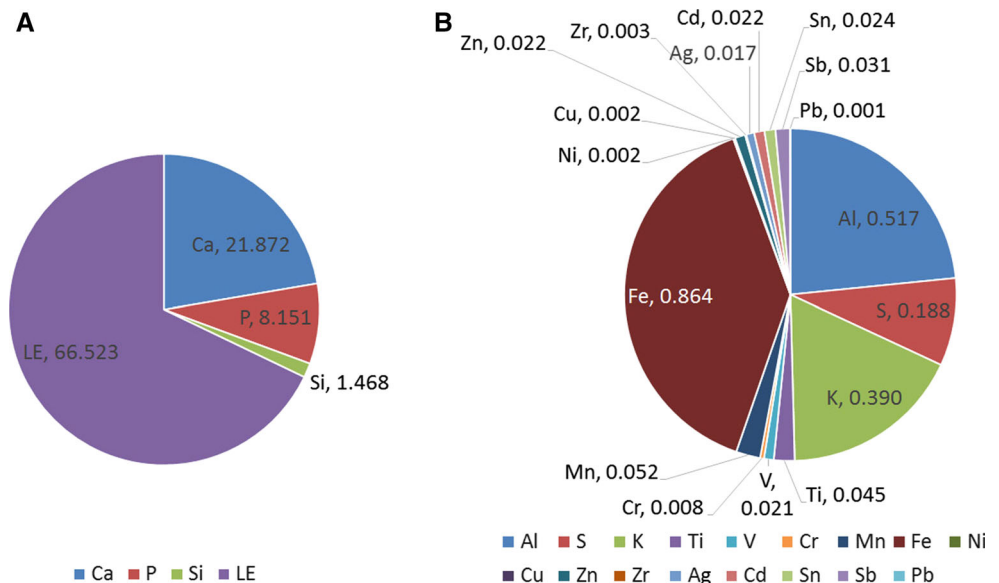 A
Ca, 21.872
P, 8.151
Si, 1.468
LE, 66.523
Ca P Si LE
B
Zn, 0.022
Zr, 0.003
Cd, 0.022
Sn, 0.024
Ag, 0.017
Sb, 0.031
Cu, 0.002
Pb, 0.001
Ni, 0.002
Al, 0.517
Fe, 0.864
S, 0.188
K, 0.390
Mn, 0.052
Cr, 0.008
V,
0.021
Ti, 0.045
Al S K Ti V Cr Mn Fe Ni
Cu Zn Zr Ag Cd Sn Sb Pb